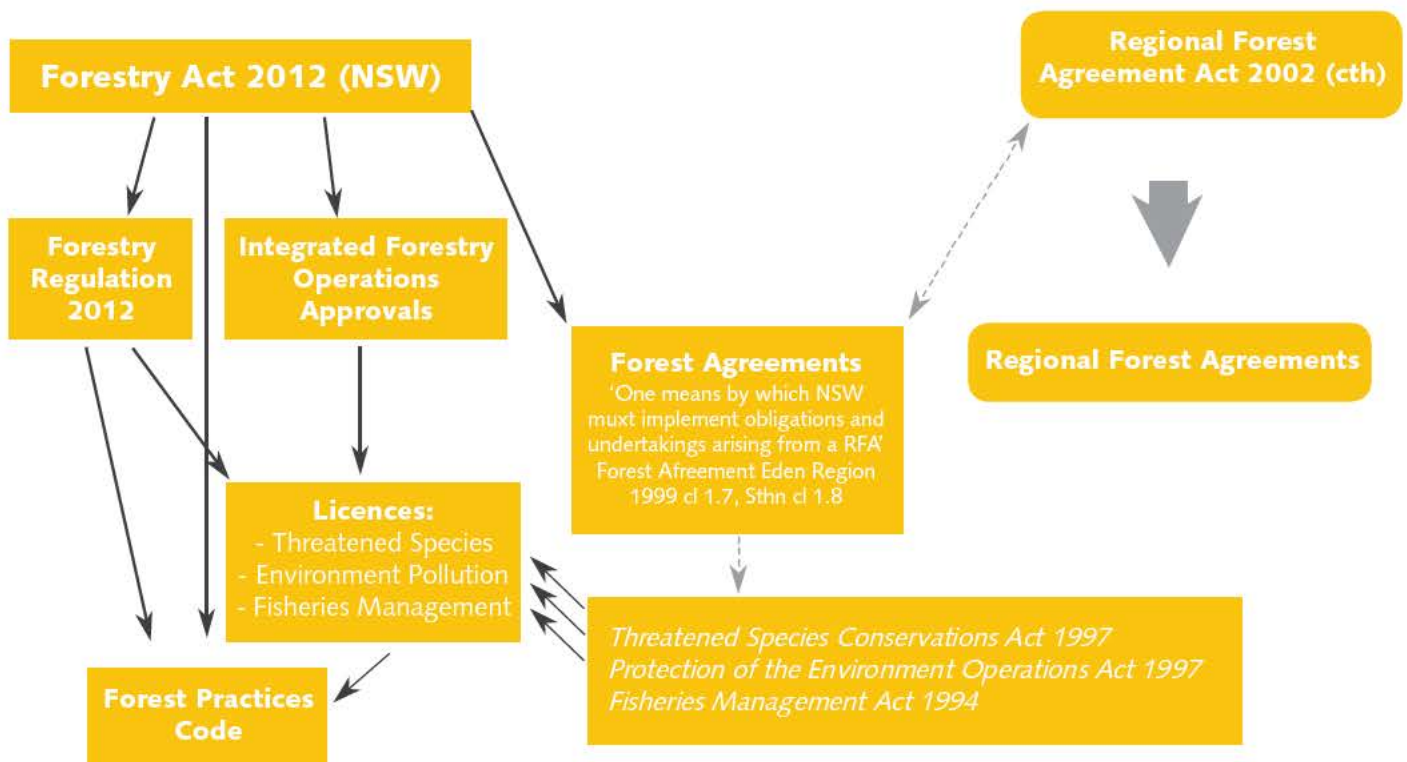 Forestry Act 2012 (NSW)
Regional Forest
Agreement Act 2002 (cth)
Forestry
Regulation
2012
Integrated Forestry
Operations
Approvals
Forest Agreements
'One means by which NSW
muxt implement obligations and
undertakings arising from a RFA'
Forest Afreement Eden Region
1999 cl 1.7, Sthn cl 1.8
Regional Forest Agreements
Licences:
- Threatened Species
- Environment Pollution
- Fisheries Management
Threatened Species Conservations Act 1997
Protection of the Environment Operations Act 1997
Fisheries Management Act 1994
Forest Practices
Code